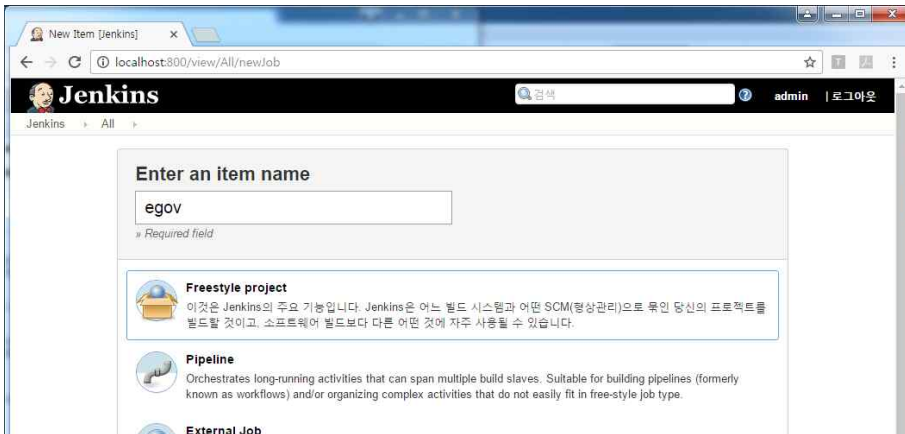 New Item [Jenkins]
localhost:800/view/All/newJob
Jenkins
검색
admin
| 로그아웃
Jenkins
All
Enter an item name
egov
» Required field
Freestyle project
이것은 Jenkins의 주요 기능입니다. Jenkins은 어느 빌드 시스템과 어떤 SCM(형상관리)으로 묶인 당신의 프로젝트를
빌드할 것이고, 소프트웨어 빌드보다 다른 어떤 것에 자주 사용될 수 있습니다.
Pipeline
Orchestrates long-running activities that can span multiple build slaves. Suitable for building pipelines (formerly
known as workflows) and/or organizing complex activities that do not easily fit in free-style job type.
External Job